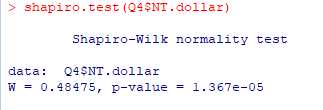 > shapiro.test(Q4$NT.dollar)
Shapiro-Wilk normality test
data:  Q4$NT.dollar
W = 0.48475, p-value = 1.367e-05